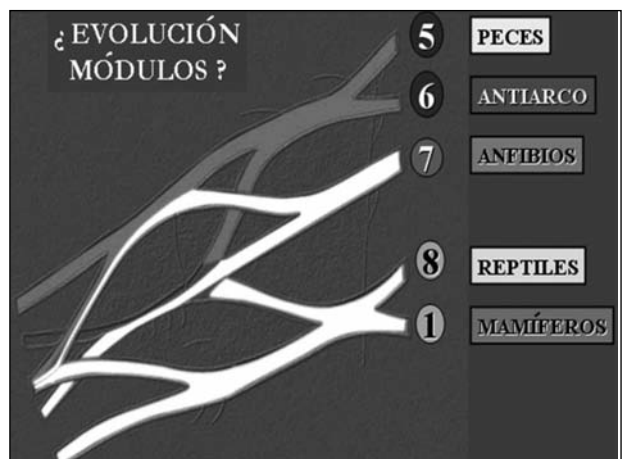 ¿ EVOLUCIÓN
MÓDULOS ?
5 PECES
6 ANTIARCO
7 ANFIBIOS
8 REPTILES
1 MAMÍFEROS